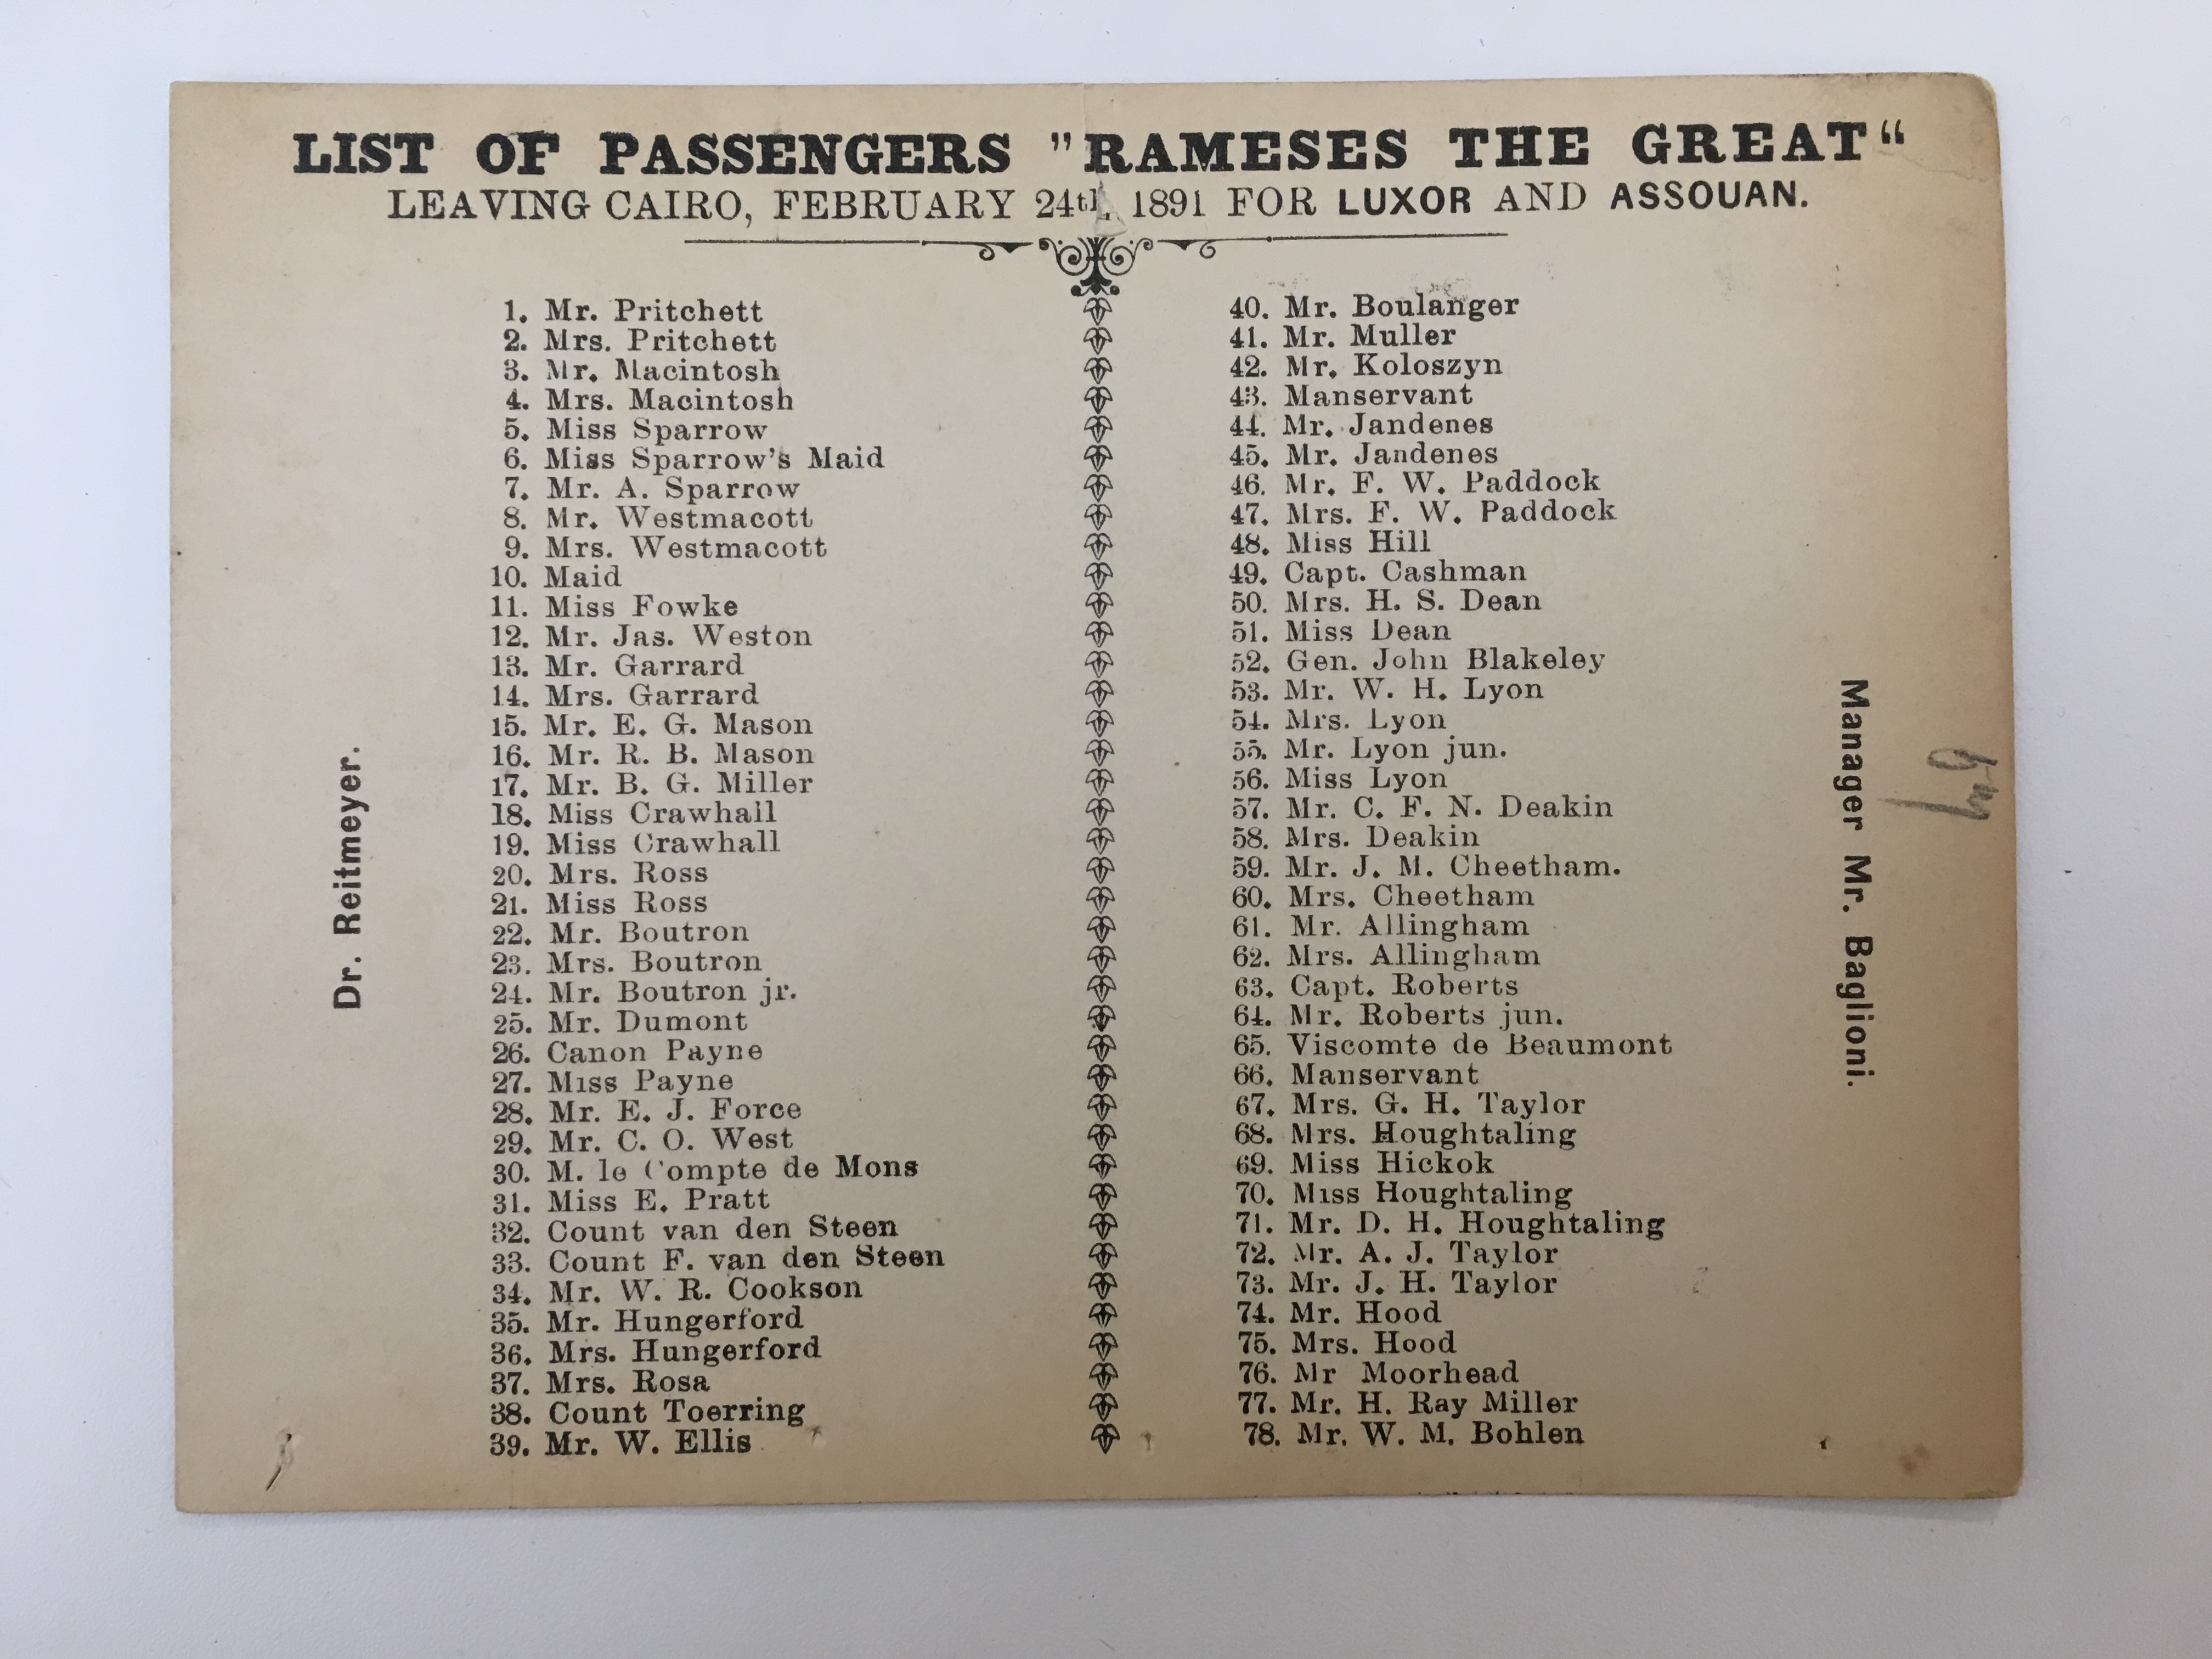 LIST OF PASSENGERS "RAMESES THE GREAT“
LEAVING CAIRO, FEBRUARY 24th, 1891 FOR LUXOR AND ASSOUAN.
1. Mr. Pritchett
2. Mrs. Pritchett
3. Mr. Macintosh
4. Mrs. Macintosh
5. Miss Sparrow
6. Miss Sparrow's Maid
7. Mr. A. Sparrow
8. Mr. Westmacott
9. Mrs. Westmacott
10. Maid
11. Miss Fowke
12. Mr. Jas. Weston
13. Mr. Garrard
14. Mrs. Garrard
15. Mr. E. G. Mason
16. Mr. R. B. Mason
17. Mr. B. G. Miller
18. Miss Crawhall
19. Miss Crawhall
20. Mrs. Ross
21. Miss Ross
22. Mr. Boutron
23. Mrs. Boutron
24. Mr. Boutron jr.
25. Mr. Dumont
26. Canon Payne
27. Miss Payne
28. Mr. E. J. Force
29. Mr. C. O. West
30. M. le Compte de Mons
31. Miss E. Pratt
32. Count van den Steen
33. Count F. van den Steen
34. Mr. W. R. Cookson
35. Mr. Hungerford
36. Mrs. Hungerford
37. Mrs. Rosa
38. Count Toerring
39. Mr. W. Ellis
40. Mr. Boulanger
41. Mr. Muller
42. Mr. Koloszyn
43. Manservant
44. Mr. Jandenes
45. Mr. Jandenes
46. Mr. F. W. Paddock
47. Mrs. F. W. Paddock
48. Miss Hill
49. Capt. Cashman
50. Mrs. H. S. Dean
51. Miss Dean
52. Gen. John Blakeley
53. Mr. W. H. Lyon
54. Mrs. Lyon
55. Mr. Lyon jun.
56. Miss Lyon
57. Mr. C. F. N. Deakin
58. Mrs. Deakin
59. Mr. J. M. Cheetham.
60. Mrs. Cheetham
61. Mr. Allingham
62. Mrs. Allingham
63. Capt. Roberts
64. Mr. Roberts jun.
65. Viscomte de Beaumont
66. Manservant
67. Mrs. G. H. Taylor
68. Mrs. Houghtaling
69. Miss Hickok
70. Miss Houghtaling
71. Mr. D. H. Houghtaling
72. Mr. A. J. Taylor
73. Mr. J. H. Taylor
74. Mr. Hood
75. Mrs. Hood
76. Mr Moorhead
77. Mr. H. Ray Miller
78. Mr. W. M. Bohlen
Dr. Reitmeyer.
Manager Mr. Baglioni.